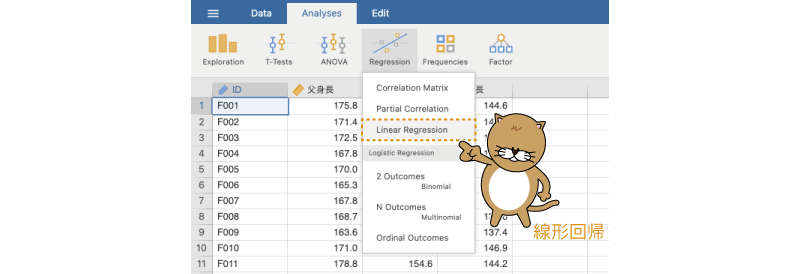 Data Analyses Edit
Exploration T-Tests ANOVA Regression Frequencies Factor
ID 父身長 長
Correlation Matrix
Partial Correlation
Linear Regression
Logistic Regression
2 Outcomes
Binomial
N Outcomes
Multinomial
Ordinal Outcomes
1 F001 175.8 144.6
2 F002 171.4
3 F003 172.5
4 F004 167.8
5 F005 170.0
6 F006 165.3
7 F007 167.8
8 F008 168.7
9 F009 163.6 137.4
10 F010 171.0 146.9
11 F011 178.8 154.6 144.2
線形回帰